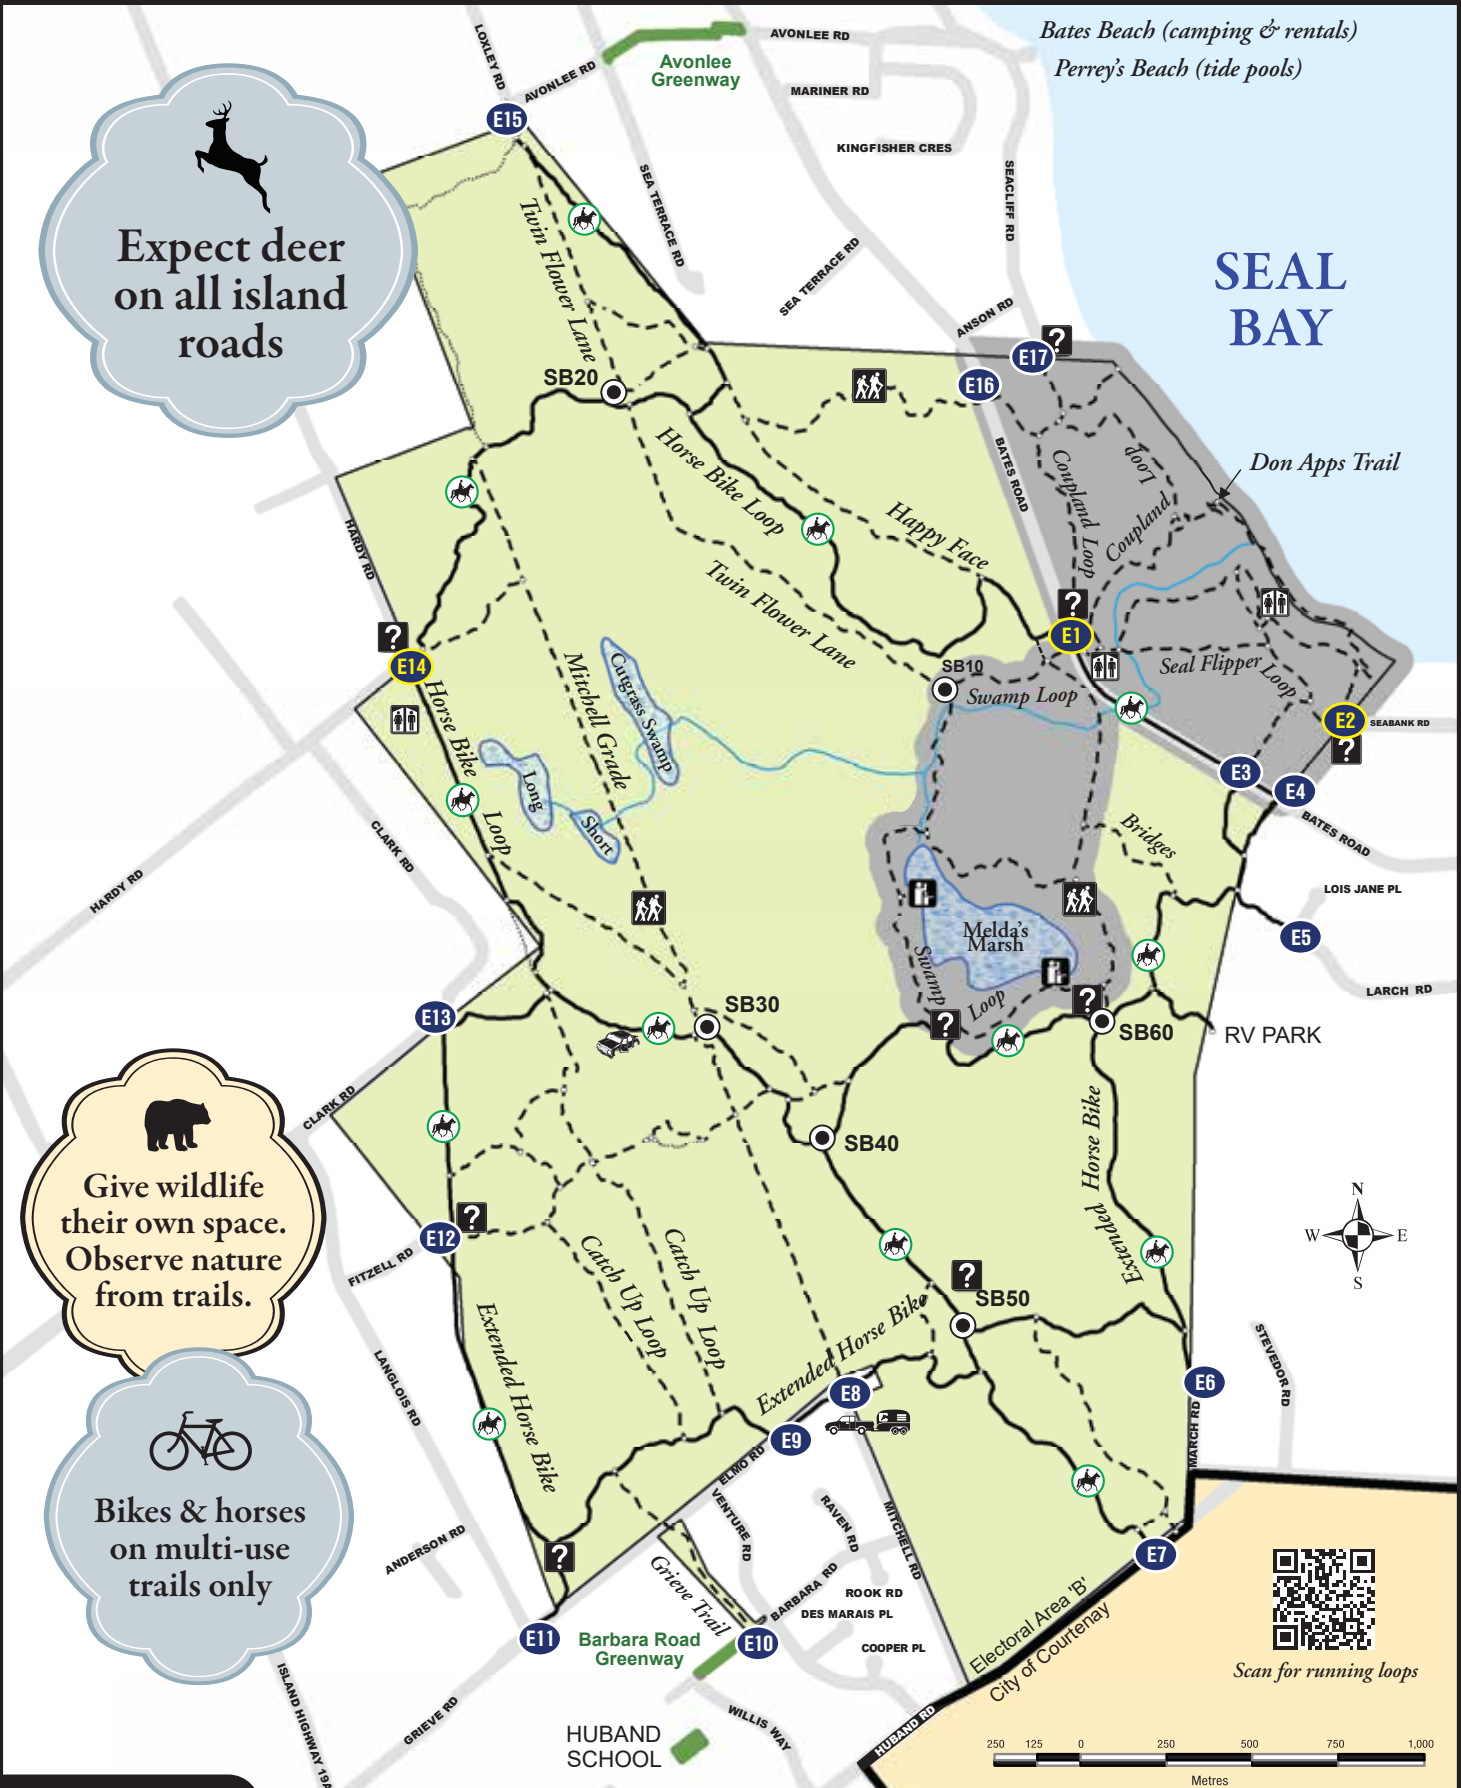 Bates Beach (camping & rentals)
Perrey's Beach (tide pools)
LOXLEY RD
AVONLEE RD
AVONLEE RD
Avonlee
Greenway
MARINER RD
KINGFISHER CRES
SEACLIFF RD
SEA TERRACE RD
SEA TERRACE RD
ANSON RD
E15
Expect deer
on all island
roads
SEAL
BAY
Twin Flower Lane
SB20
E17
?
E16
BATES ROAD
Don Apps Trail
Coupland Loop
Coupland
Loop
Horse Bike Loop
Happy Face
Twin Flower Lane
HARDY RD
?
E14
?
E1
SB10
Swamp Loop
Seal Flipper
Loop
E2
SEABANK RD
?
Horse Bike
Loop
Mitchell Grade
Cutgrass Swamp
Long
Short
E3
E4
BATES ROAD
Bridges
CLARK RD
HARDY RD
LOIS JANE PL
E5
LARCH RD
Melda's
Marsh
Swamp
Loop
?
?
SB60
RV PARK
E13
SB30
CLARK RD
SB40
Give wildlife
their own space.
Observe nature
from trails.
?
E12
FITZELL RD
Catch Up Loop
Catch Up Loop
Extended Horse Bike
N
W
E
S
?
SB50
Extended Horse Bike
Extended Horse Bike
LANGLOIS RD
E8
E9
ELMO RD
E6
MARCH RD
STEVEDOR RD
Bikes & horses
on multi-use
trails only
ANDERSON RD
?
VENTURE RD
RAVEN RD
MITCHELL RD
E7
Grieve Trail
BARBARA RD
ROOK RD
DES MARAIS PL
COOPER PL
E11
Barbara Road
Greenway
E10
Electoral Area 'B'
City of Courtenay
Scan for running loops
ISLAND HIGHWAY 19A
GRIEVE RD
HUBAND
SCHOOL
WILLIS WAY
HUBAND RD
250 125 0 250 500 750 1,000
Metres